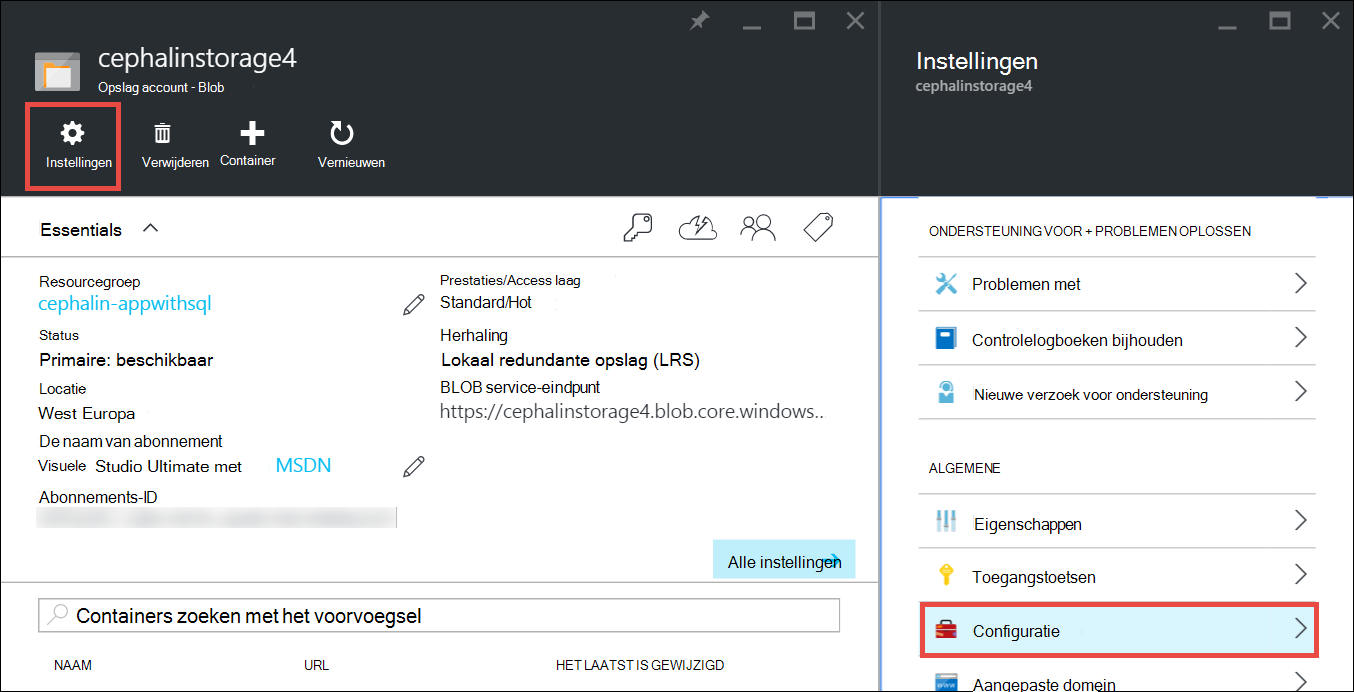 cephalinstorage4
Opslag account - Blob
Instellingen
Verwijderen
Container
Vernieuwen
Essentials
Resourcegroep
cephalin-appwithsql
Status
Primaire: beschikbaar
Locatie
West Europa
De naam van abonnement
Visuele Studio Ultimate met MSDN
Abonnements-ID
Prestaties/Access laag
Standard/Hot
Herhaling
Lokaal redundante opslag (LRS)
BLOB service-eindpunt
https://cephalinstorage4.blob.core.windows..
Alle instellingen
Containers zoeken met het voorvoegsel
NAAM URL HET LAATST IS GEWIJZIGD
Instellingen
cephalinstorage4
ONDERSTEUNING VOOR + PROBLEMEN OPLOSSEN
Problemen met
Controlelogboeken bijhouden
Nieuwe verzoek voor ondersteuning
ALGEMENE
Eigenschappen
Toegangstoetsen
Configuratie
Aangepaste domein